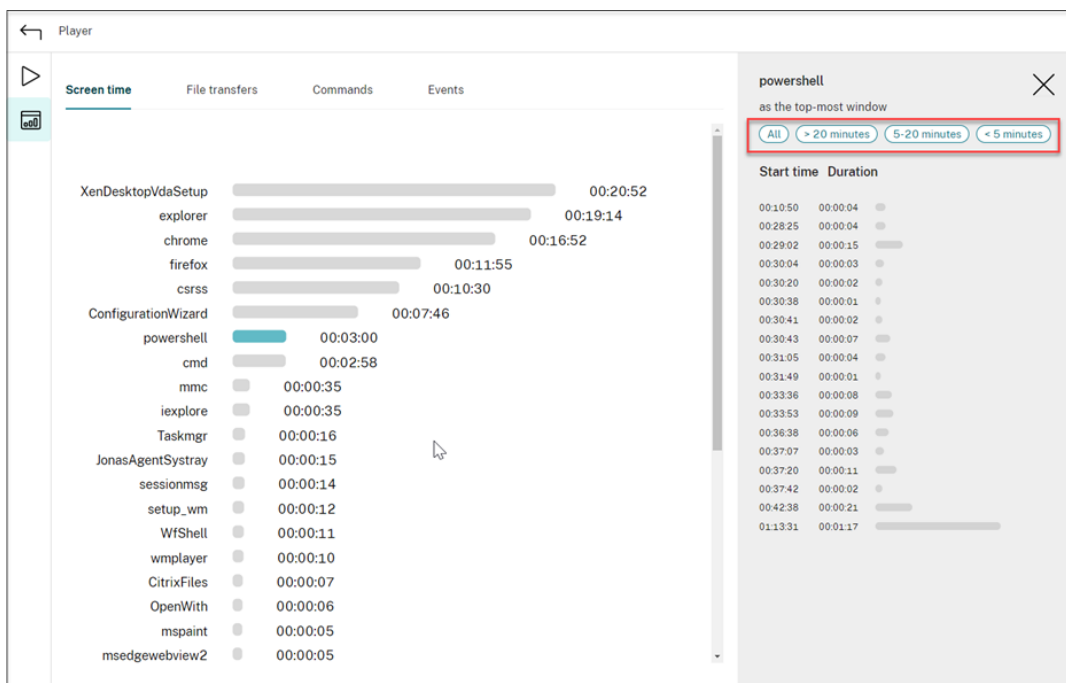 Player
Screen time File transfers Commands Events
XenDesktopVdaSetup 00:20:52
explorer 00:19:14
chrome 00:16:52
firefox 00:11:55
csrss 00:10:30
ConfigurationWizard 00:07:46
powershell 00:03:00
cmd 00:02:58
mmc 00:00:35
iexplore 00:00:35
Taskmgr 00:00:16
JonasAgentSystray 00:00:15
sessionmsg 00:00:14
setup_wm 00:00:12
WfShell 00:00:11
wmplayer 00:00:10
CitrixFiles 00:00:07
OpenWith 00:00:06
mspaint 00:00:05
msedgewebview2 00:00:05
powershell
as the top-most window
All > 20 minutes 5-20 minutes < 5 minutes
Start time Duration
00:10:50 00:00:04
00:28:25 00:00:04
00:29:02 00:00:15
00:30:04 00:00:03
00:30:20 00:00:02
00:30:38 00:00:01
00:30:41 00:00:02
00:30:43 00:00:07
00:31:05 00:00:04
00:31:49 00:00:01
00:33:36 00:00:08
00:33:53 00:00:09
00:36:38 00:00:06
00:37:07 00:00:03
00:37:20 00:00:11
00:37:42 00:00:02
00:42:38 00:00:21
01:13:31 00:01:17